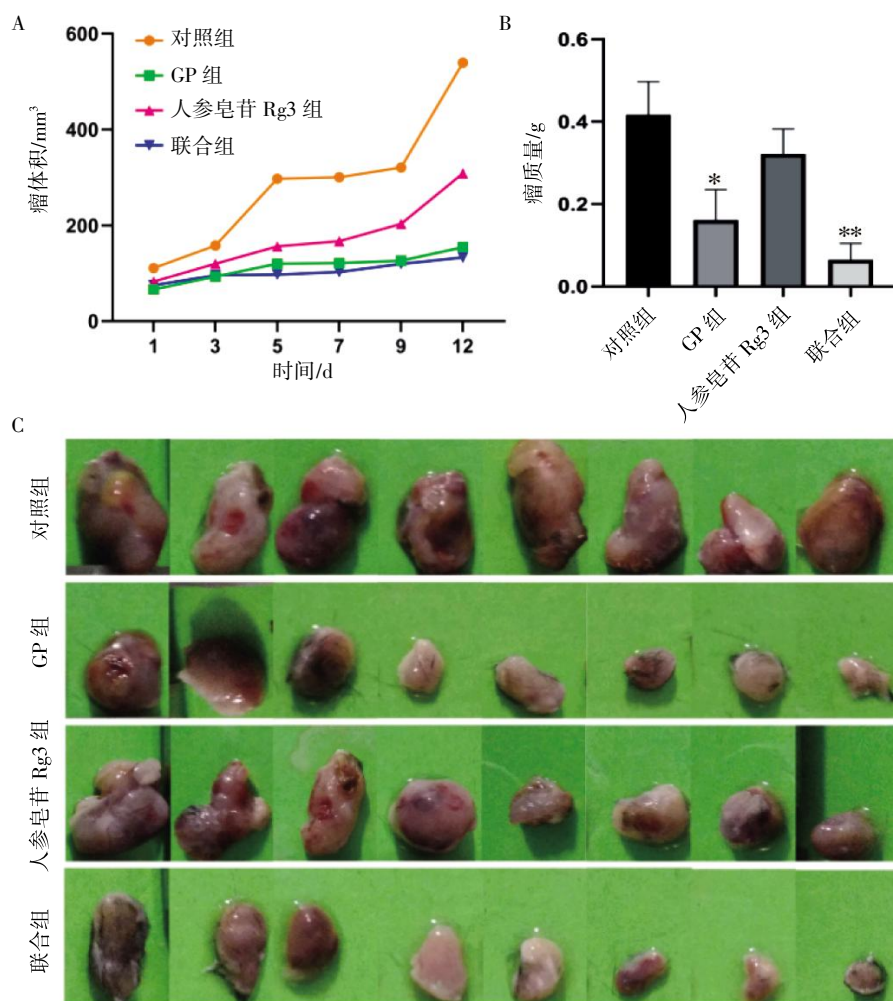 A
瘤体积/mm³
600
400
200
0
对照组
GP 组
人参皂苷 Rg3 组
联合组
1 3 5 7 9 12
时间/d
B
瘤质量/g
0.6
0.4
0.2
0.0
*
**
对照组
GP 组
人参皂苷 Rg3 组
联合组
C
对照组
GP 组
人参皂苷 Rg3 组
联合组